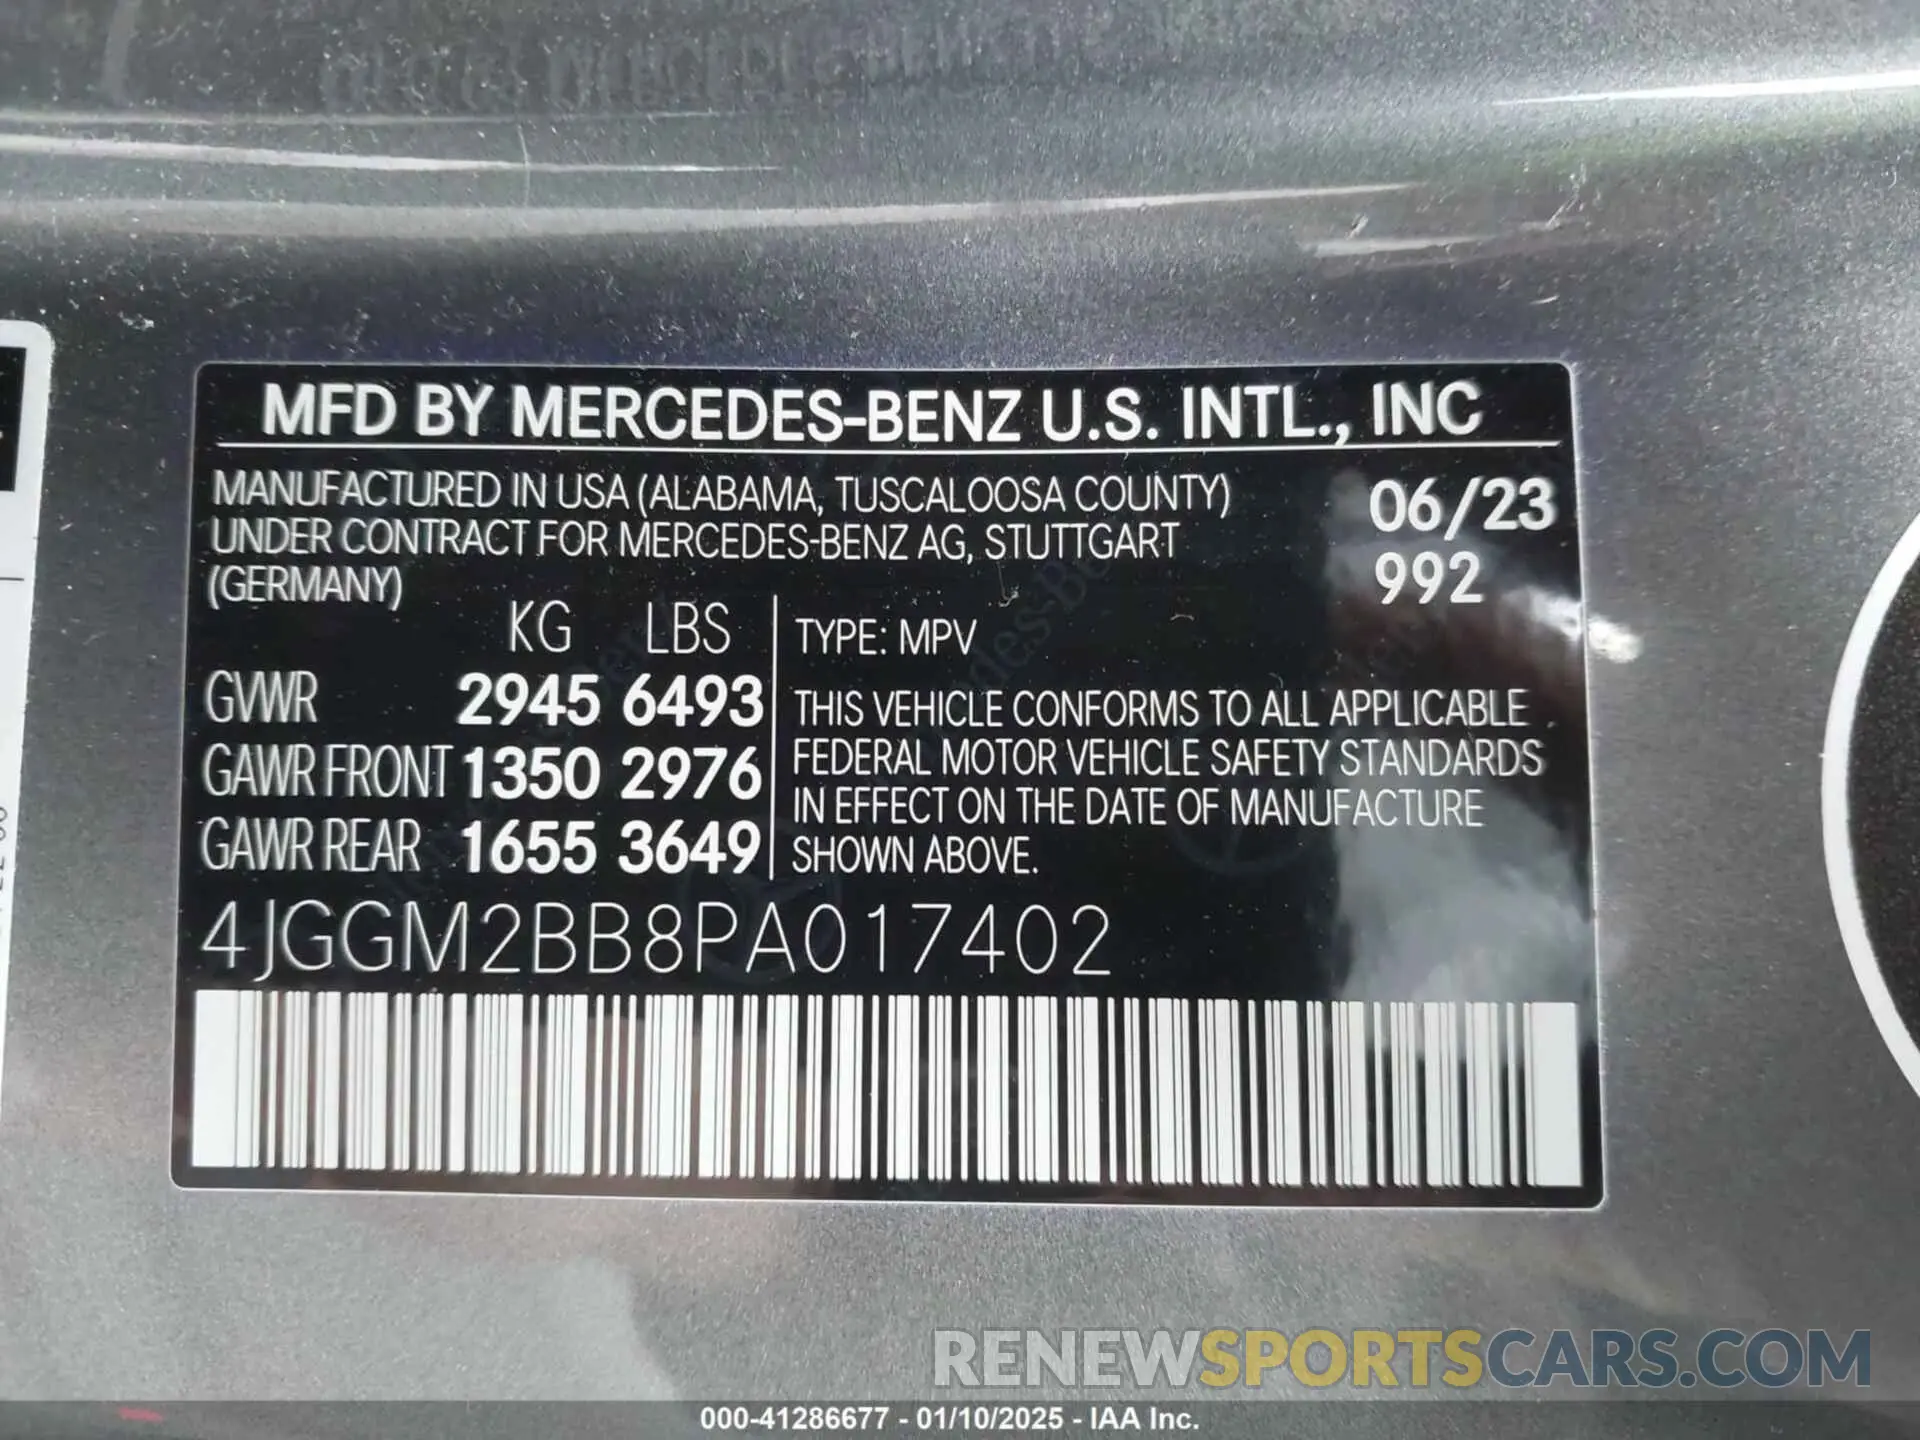 MFD BY MERCEDES-BENZ U.S. INTL., INC
MANUFACTURED IN USA (ALABAMA, TUSCALOOSA COUNTY)
UNDER CONTRACT FOR MERCEDES-BENZ AG, STUTTGART
(GERMANY)
06/23
992
KG LBS
GVWR 2945 6493
GAWR FRONT 1350 2976
GAWR REAR 1655 3649
TYPE: MPV
THIS VEHICLE CONFORMS TO ALL APPLICABLE
FEDERAL MOTOR VEHICLE SAFETY STANDARDS
IN EFFECT ON THE DATE OF MANUFACTURE
SHOWN ABOVE.
4JGGM2BB8PA017402
RENEWSPORTSCARS.COM
000-41286677 - 01/10/2025 - IAA Inc.